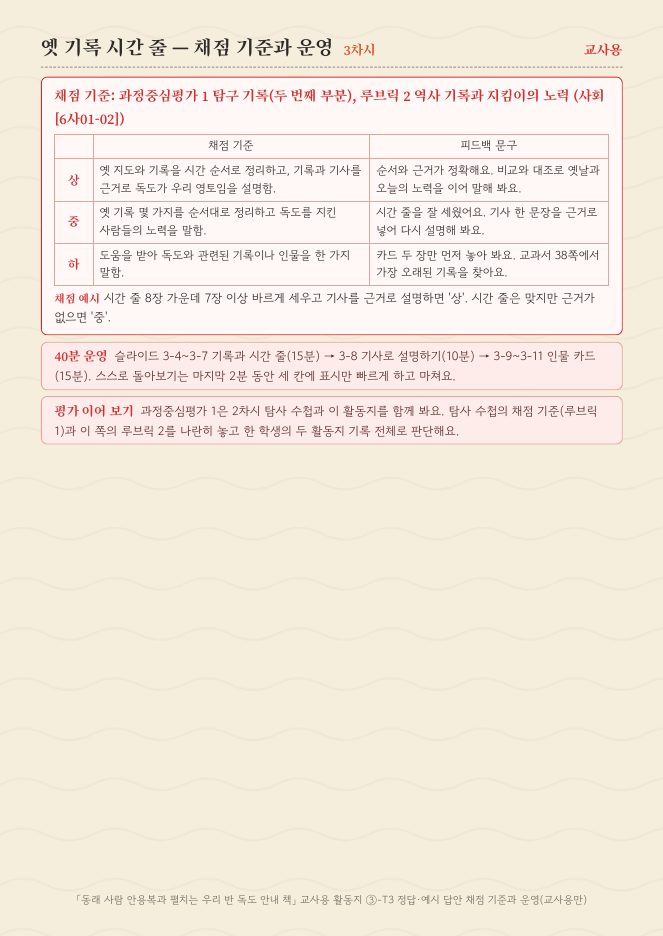 옛 기록 시간 줄 — 채점 기준과 운영 3차시 교사용
채점 기준: 과정중심평가 1 탐구 기록(두 번째 부분), 루브릭 2 역사 기록과 지킴이의 노력 (사회
[6사01-02])
채점 기준 피드백 문구
상 옛 지도와 기록을 시간 순서로 정리하고, 기록과 기사를 근거로 독도가 우리 영토임을 설명함. 순서와 근거가 정확해요. 비교와 대조로 옛날과 오늘의 노력을 이어 말해 봐요.
중 옛 기록 몇 가지를 순서대로 정리하고 독도를 지킨 사람들의 노력을 말함. 시간 줄을 잘 세웠어요. 기사 한 문장을 근거로 넣어 다시 설명해 봐요.
하 도움을 받아 독도와 관련된 기록이나 인물을 한 가지 말함. 카드 두 장만 먼저 놓아 봐요. 교과서 38쪽에서 가장 오래된 기록을 찾아요.
채점 예시 시간 줄 8장 가운데 7장 이상 바르게 세우고 기사를 근거로 설명하면 '상'. 시간 줄은 맞지만 근거가
없으면 '중'.
40분 운영 슬라이드 3-4~3-7 기록과 시간 줄(15분) → 3-8 기사로 설명하기(10분) → 3-9~3-11 인물 카드
(15분). 스스로 돌아보기는 마지막 2분 동안 세 칸에 표시만 빠르게 하고 마쳐요.
평가 이어 보기 과정중심평가 1은 2차시 탐사 수첩과 이 활동지를 함께 봐요. 탐사 수첩의 채점 기준(루브릭
1)과 이 쪽의 루브릭 2를 나란히 놓고 한 학생의 두 활동지 기록 전체로 판단해요.
「동래 사람 안용복과 펼치는 우리 반 독도 안내 책」 교사용 활동지 ③-T3 정답·예시 답안 채점 기준과 운영(교사용만)